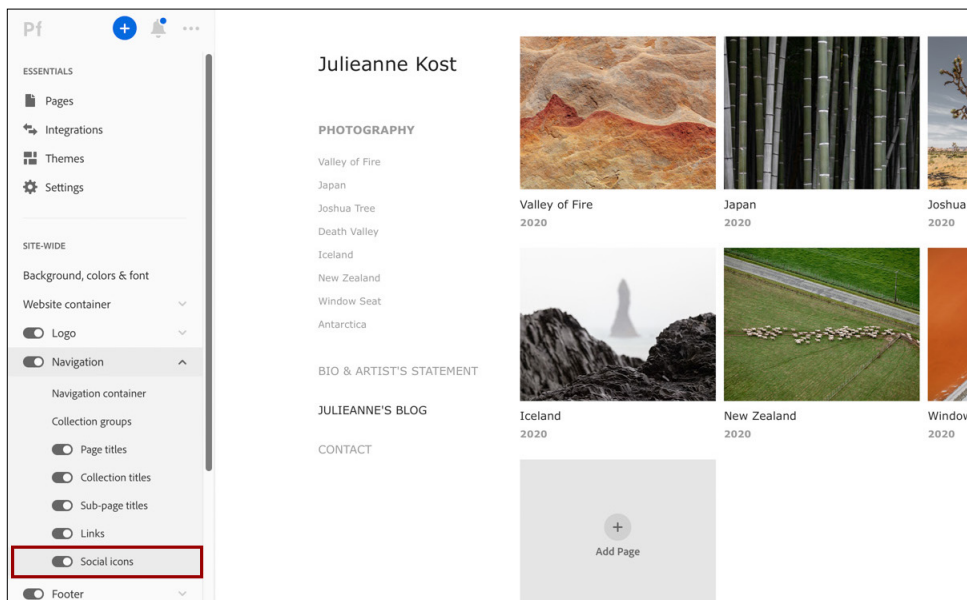 Pf
ESSENTIALS
Pages
Integrations
Themes
Settings
SITE-WIDE
Background, colors & font
Website container
Logo
Navigation
Navigation container
Collection groups
Page titles
Collection titles
Sub-page titles
Links
Social icons
Footer
Julieanne Kost
PHOTOGRAPHY
Valley of Fire
Japan
Joshua Tree
Death Valley
Iceland
New Zealand
Window Seat
Antarctica
BIO & ARTIST'S STATEMENT
JULIEANNE'S BLOG
CONTACT
Valley of Fire
2020
Japan
2020
Joshua
2020
Iceland
2020
New Zealand
2020
Window
2020
Add Page